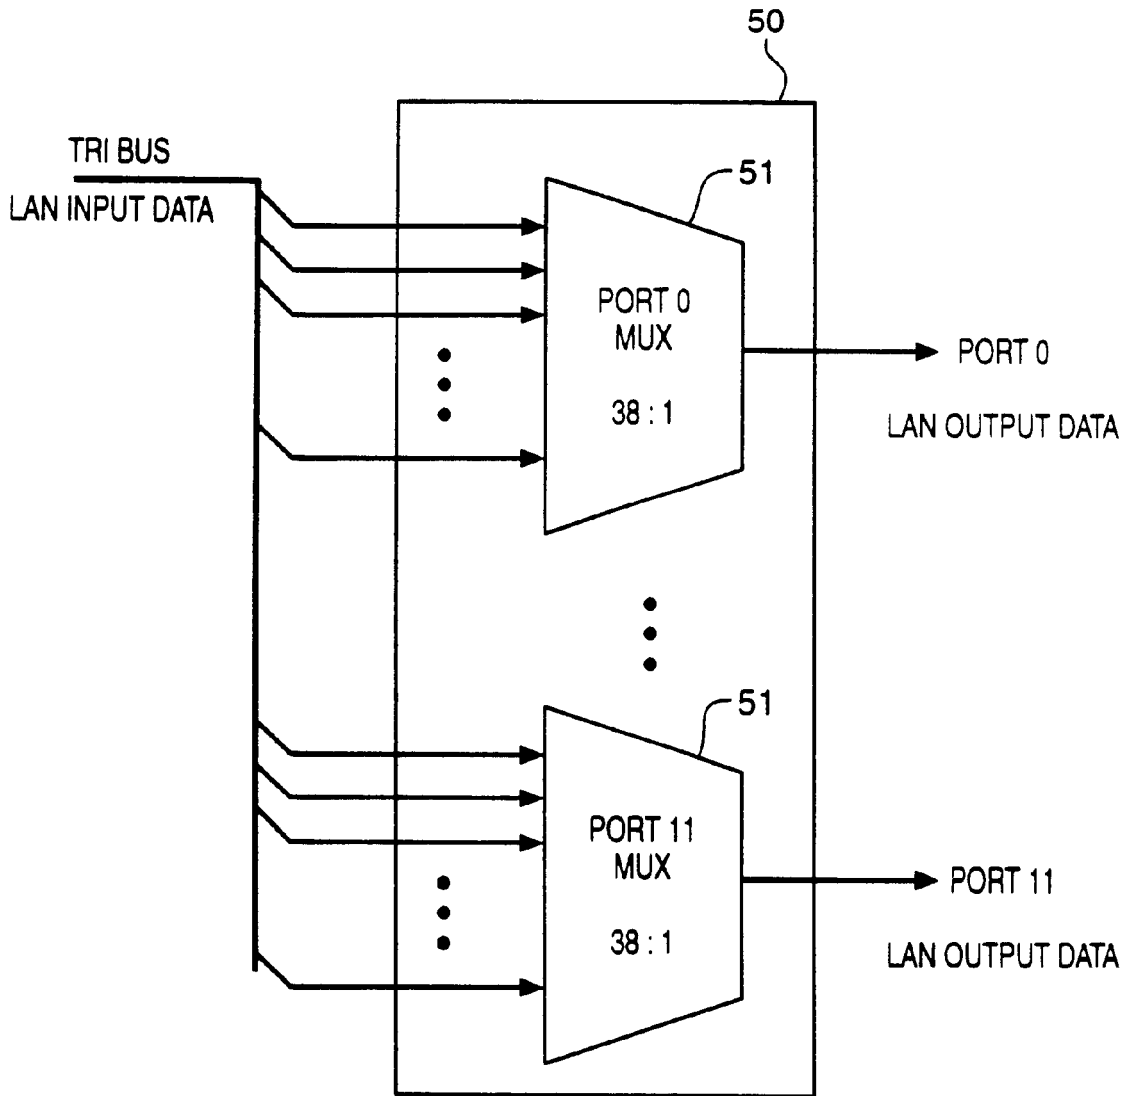 50
TRI BUS
LAN INPUT DATA
51
PORT 0
MUX
38 : 1
PORT 0
LAN OUTPUT DATA
51
PORT 11
MUX
38 : 1
PORT 11
LAN OUTPUT DATA